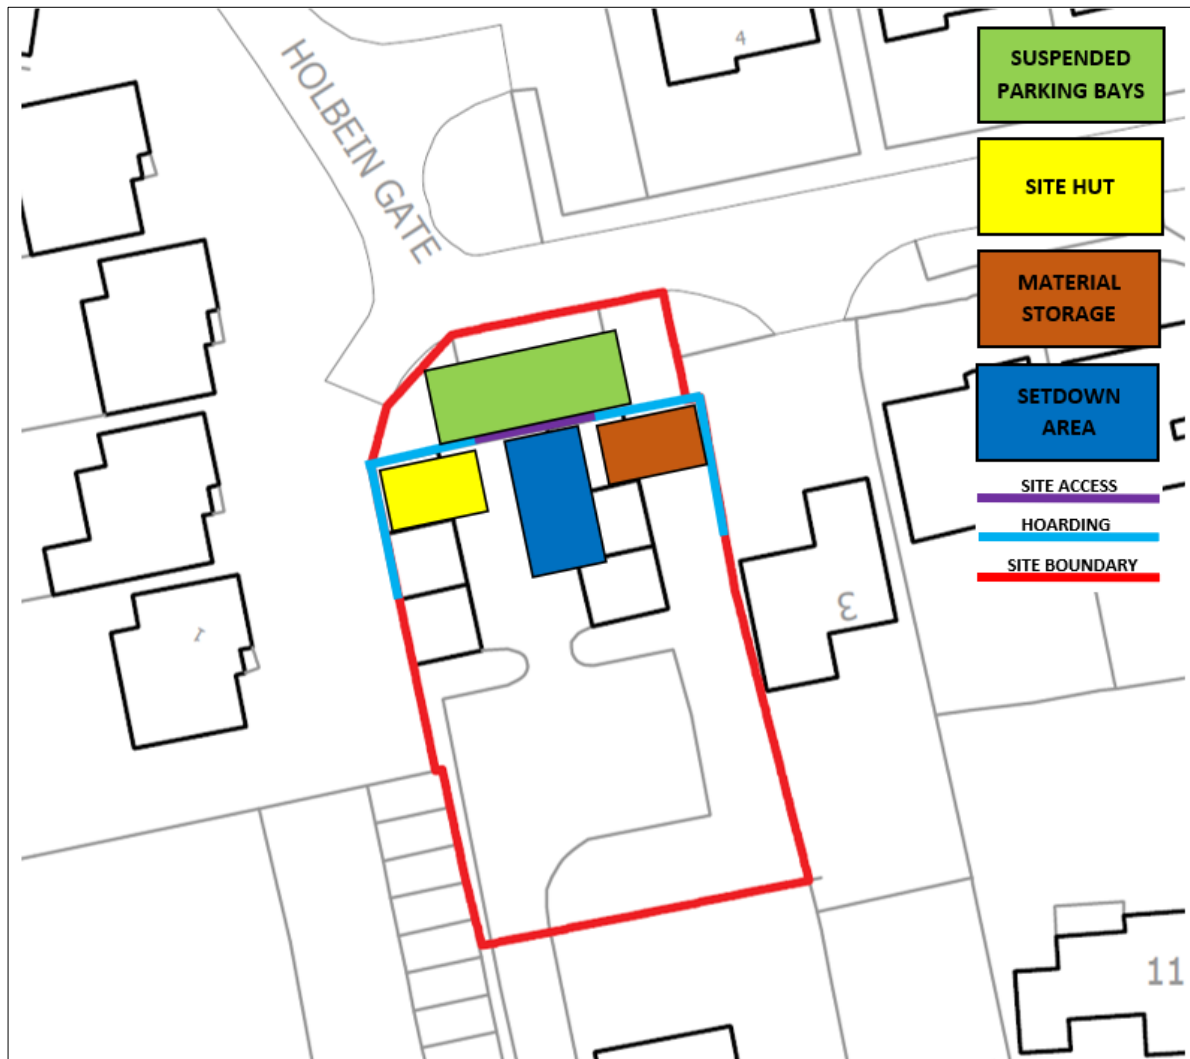 HOLBEIN GATE
4
SUSPENDED
PARKING BAYS
SITE HUT
MATERIAL
STORAGE
SETDOWN
AREA
SITE ACCESS
HOARDING
SITE BOUNDARY
3
1
11